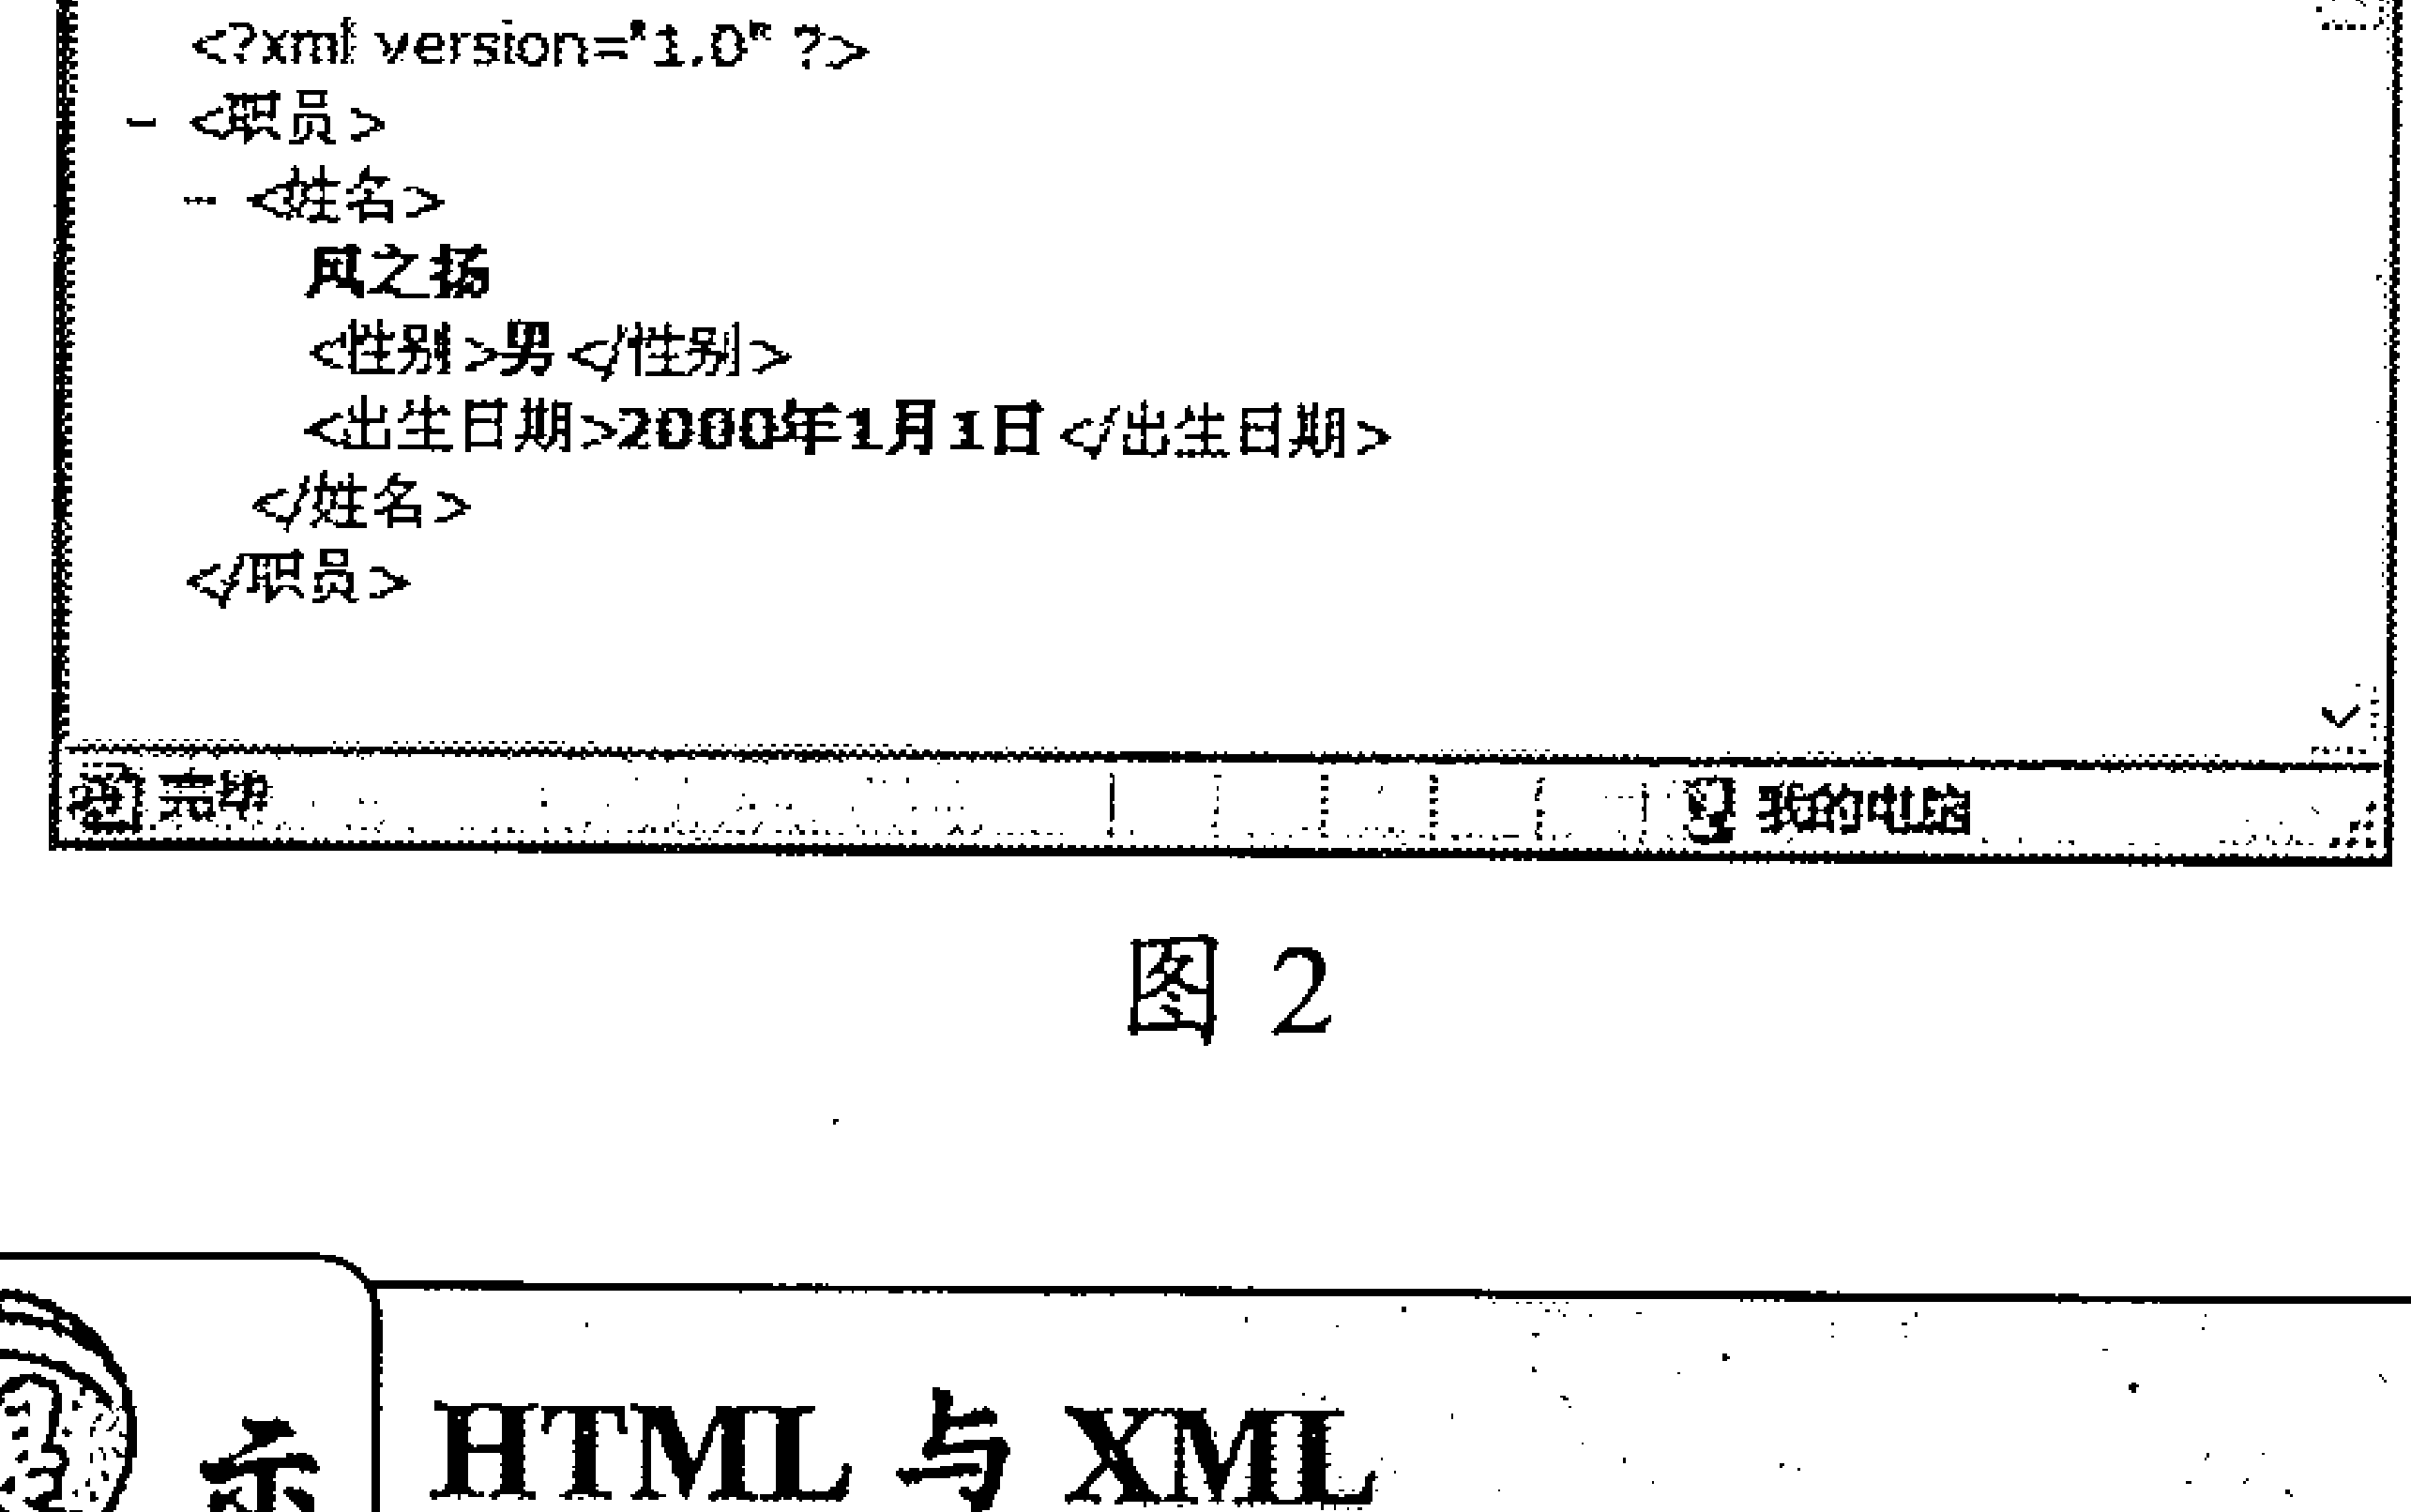 <?xml version="1.0" ?>
- <职员>
- <姓名>
风之扬
<性别>男</性别>
<出生日期>2000年1月1日</出生日期>
</姓名>
</职员>
完毕 我的电脑
图 2
示
HTML 与 XML